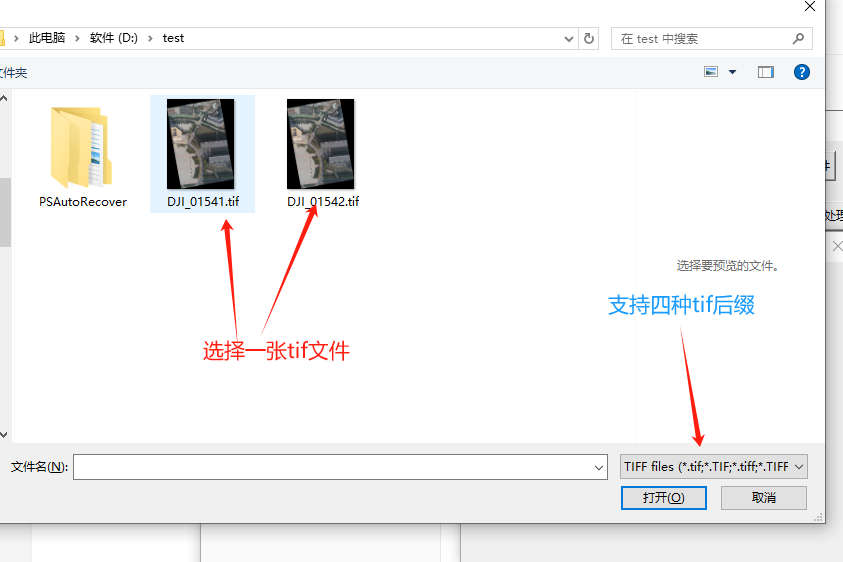 此电脑 › 软件 (D:) › test
在 test 中搜索
文件夹
PSAutoRecover
DJI_01541.tif
DJI_01542.tif
选择要预览的文件。
支持四种tif后缀
选择一张tif文件
文件名(N):
TIFF files (*.tif;*.TIF;*.tiff;*.TIFF
打开(O)
取消
处理